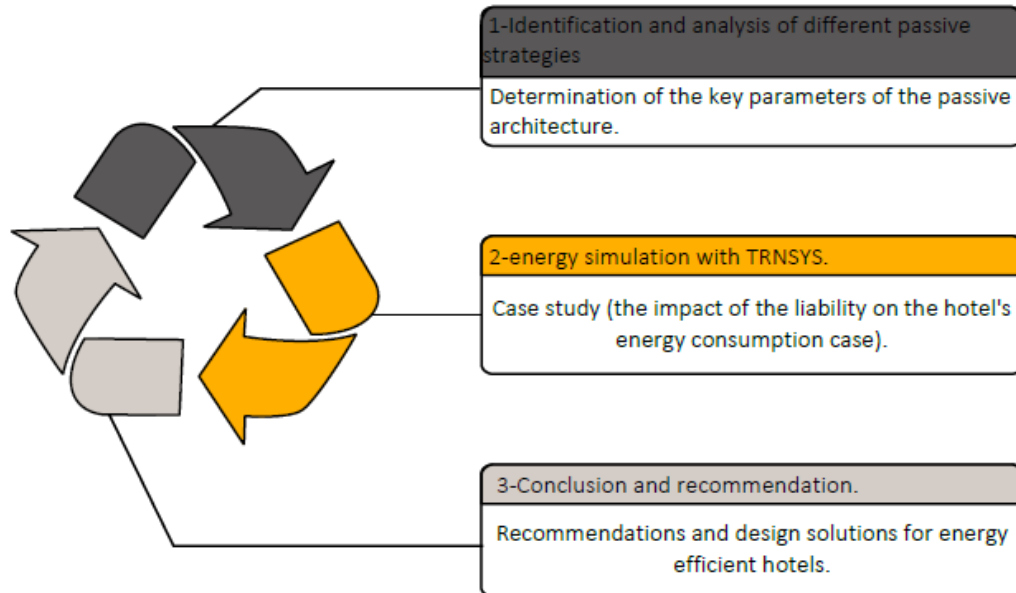 1-Identification and analysis of different passive
strategies
Determination of the key parameters of the passive
architecture.
2-energy simulation with TRNSYS.
Case study (the impact of the liability on the hotel's
energy consumption case).
3-Conclusion and recommendation.
Recommendations and design solutions for energy
efficient hotels.